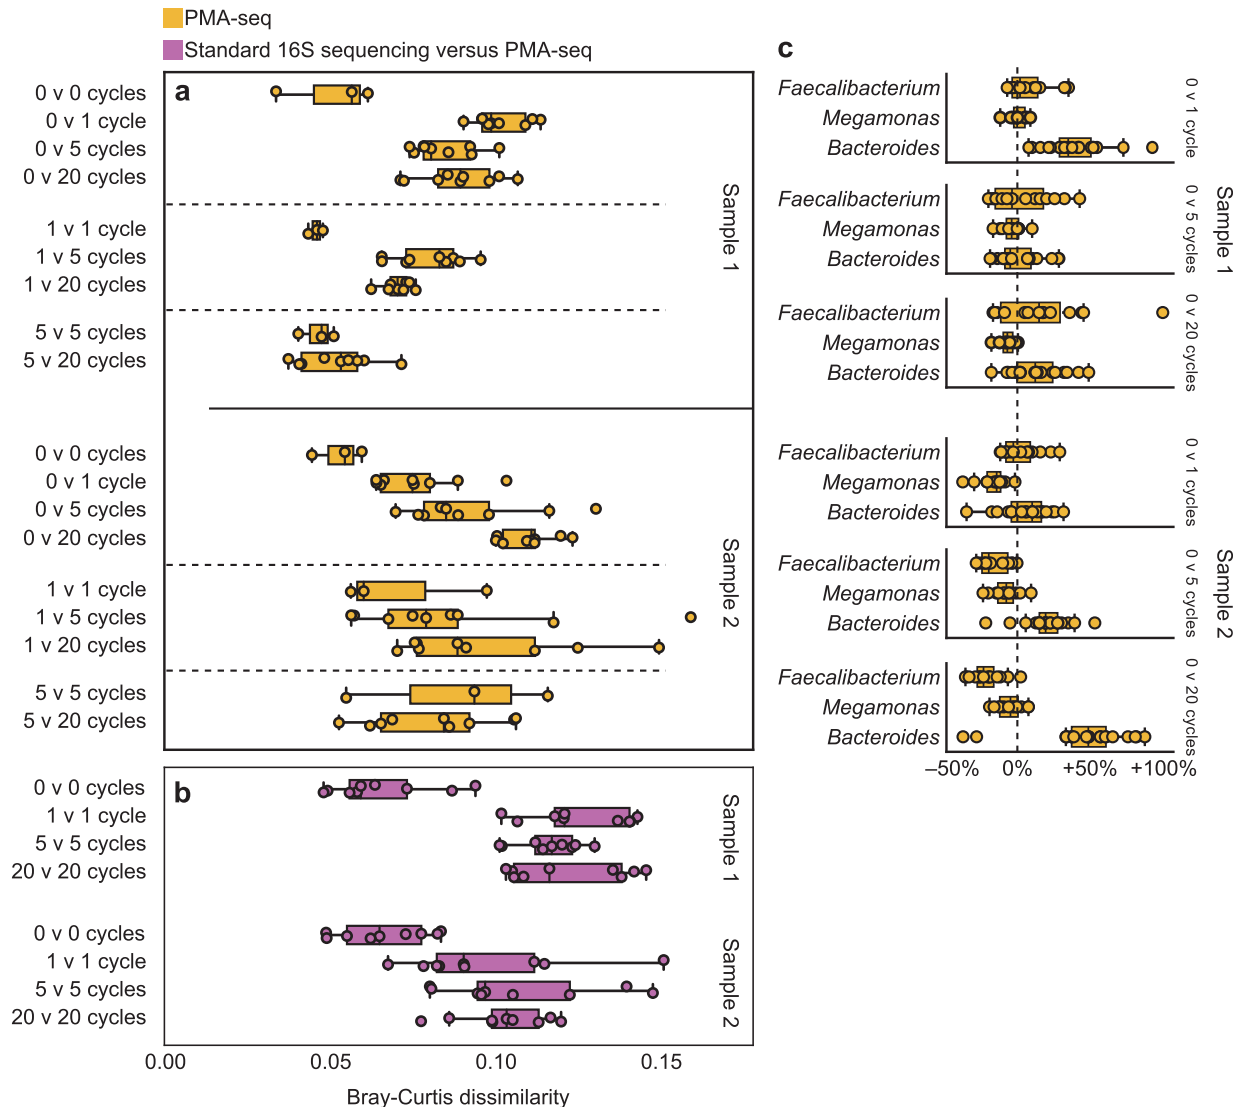 PMA-seq
Standard 16S sequencing versus PMA-seq
a
0 v 0 cycles
0 v 1 cycle
0 v 5 cycles
0 v 20 cycles
1 v 1 cycle
1 v 5 cycles
1 v 20 cycles
5 v 5 cycles
5 v 20 cycles
Sample 1
0 v 0 cycles
0 v 1 cycle
0 v 5 cycles
0 v 20 cycles
1 v 1 cycle
1 v 5 cycles
1 v 20 cycles
5 v 5 cycles
5 v 20 cycles
Sample 2
b
0 v 0 cycles
1 v 1 cycle
5 v 5 cycles
20 v 20 cycles
Sample 1
0 v 0 cycles
1 v 1 cycle
5 v 5 cycles
20 v 20 cycles
Sample 2
0.00 0.05 0.10 0.15
Bray-Curtis dissimilarity
c
Faecalibacterium
Megamonas
Bacteroides
0 v 1 cycle
Faecalibacterium
Megamonas
Bacteroides
0 v 5 cycles
Faecalibacterium
Megamonas
Bacteroides
0 v 20 cycles
Sample 1
Faecalibacterium
Megamonas
Bacteroides
0 v 1 cycles
Faecalibacterium
Megamonas
Bacteroides
0 v 5 cycles
Faecalibacterium
Megamonas
Bacteroides
0 v 20 cycles
Sample 2
–50% 0% +50% +100%